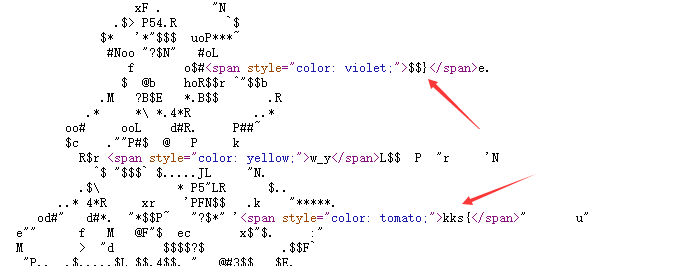 xF . "N
.$> P54.R `$
$* '*"$$$ uoP***~
#Noo "?$N" #oL
f o$#<span style="color: violet;">$$}</span>e.
$ @b hoR$$r ^"$$b
.M ?B$E *.B$$ .R
.* *\ *.4*R ..*
oo# ooL d#R. P##~
$c .""P#$ @ P k
R$r <span style="color: yellow;">w_y</span>L$$ P "r 'N
^$ "$$$` $.....JL "N.
.$\ * P5"LR $..
..* 4*R xr 'PFN$$ .k "*****.
od#" d#*. "*$$P~ "?$*" '<span style="color: tomato;">kks{</span>" u"
e"" f M @F"$ ec x$"$. :"
M > "d $$$$?$ .$$F`
"P.. .$.....$L $$.4$$. " @#3$$ .$E.